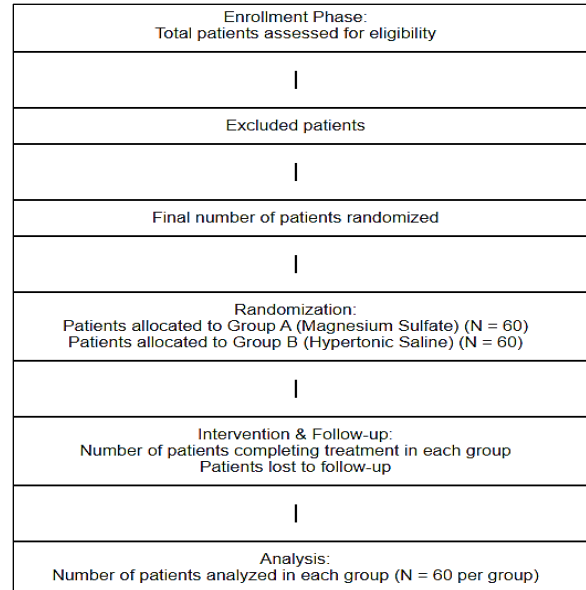 Enrollment Phase:
Total patients assessed for eligibility
Excluded patients
Final number of patients randomized
Randomization:
Patients allocated to Group A (Magnesium Sulfate) (N = 60)
Patients allocated to Group B (Hypertonic Saline) (N = 60)
Intervention & Follow-up:
Number of patients completing treatment in each group
Patients lost to follow-up
Analysis:
Number of patients analyzed in each group (N = 60 per group)